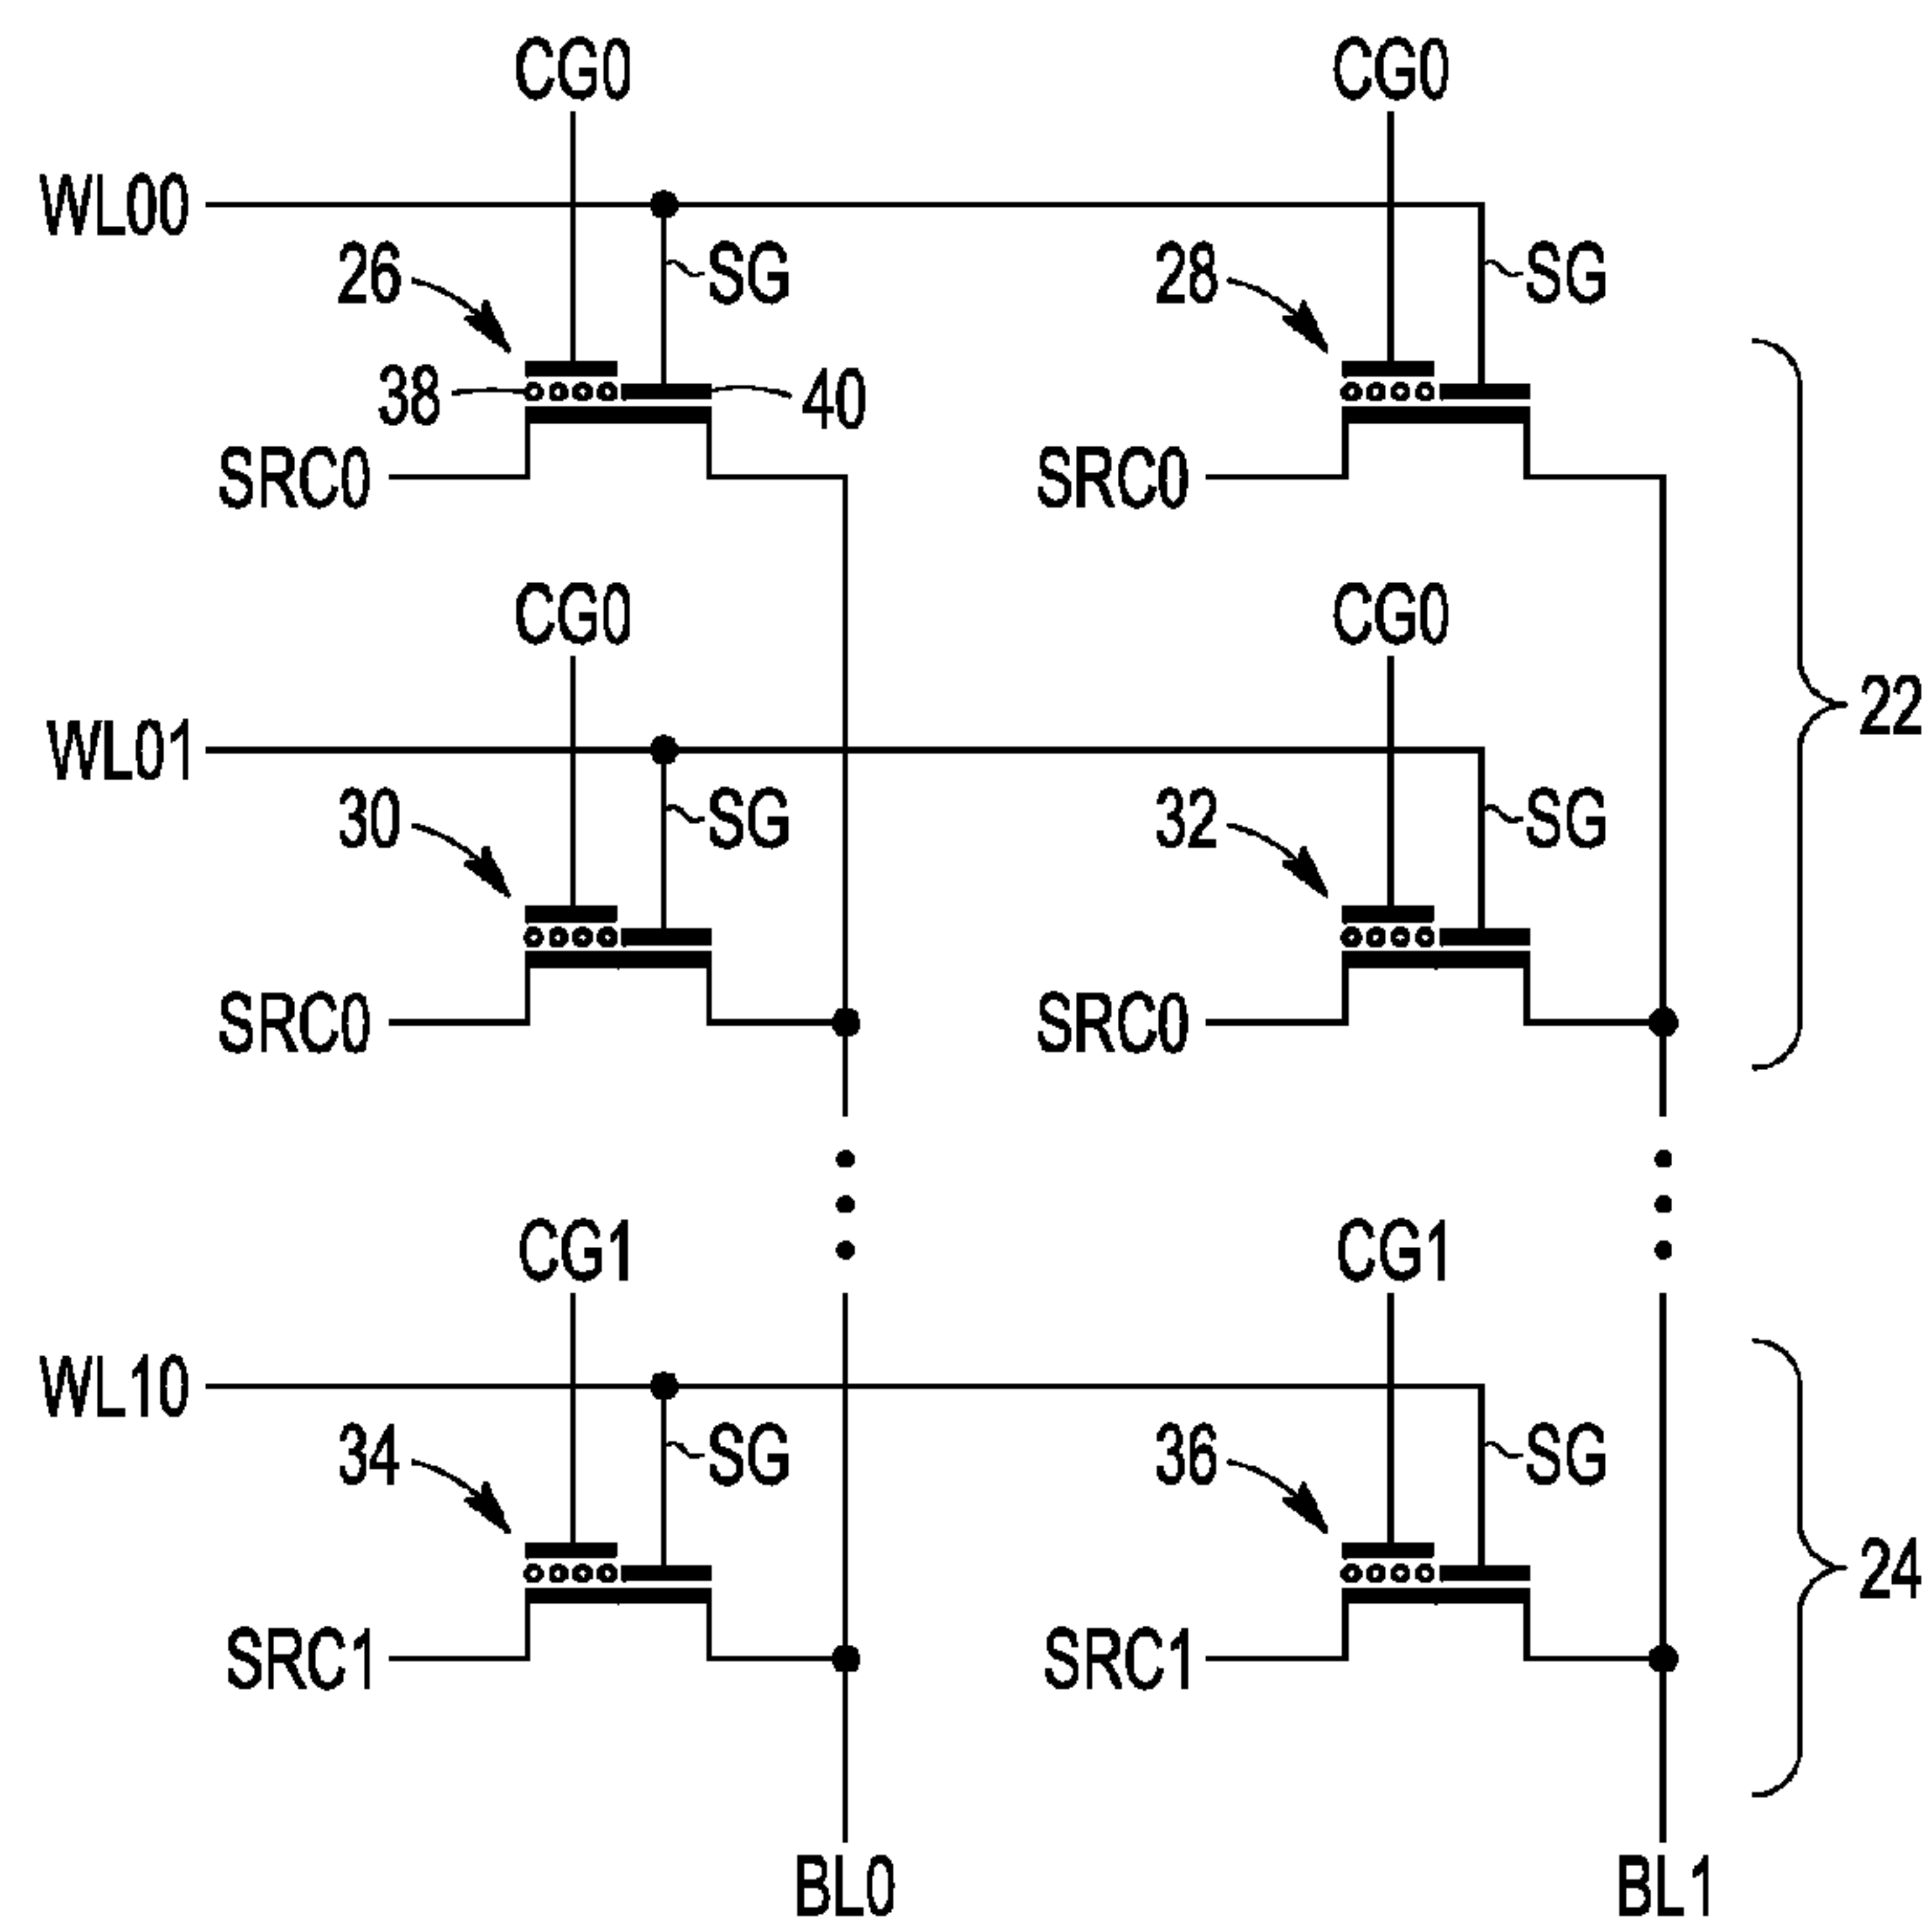 CG0 CG0
WL00
26 SG 28 SG
38 40
SRC0 SRC0
CG0 CG0
22
WL01
30 SG 32 SG
SRC0 SRC0
CG1 CG1
WL10
34 SG 36 SG
24
SRC1 SRC1
BL0 BL1